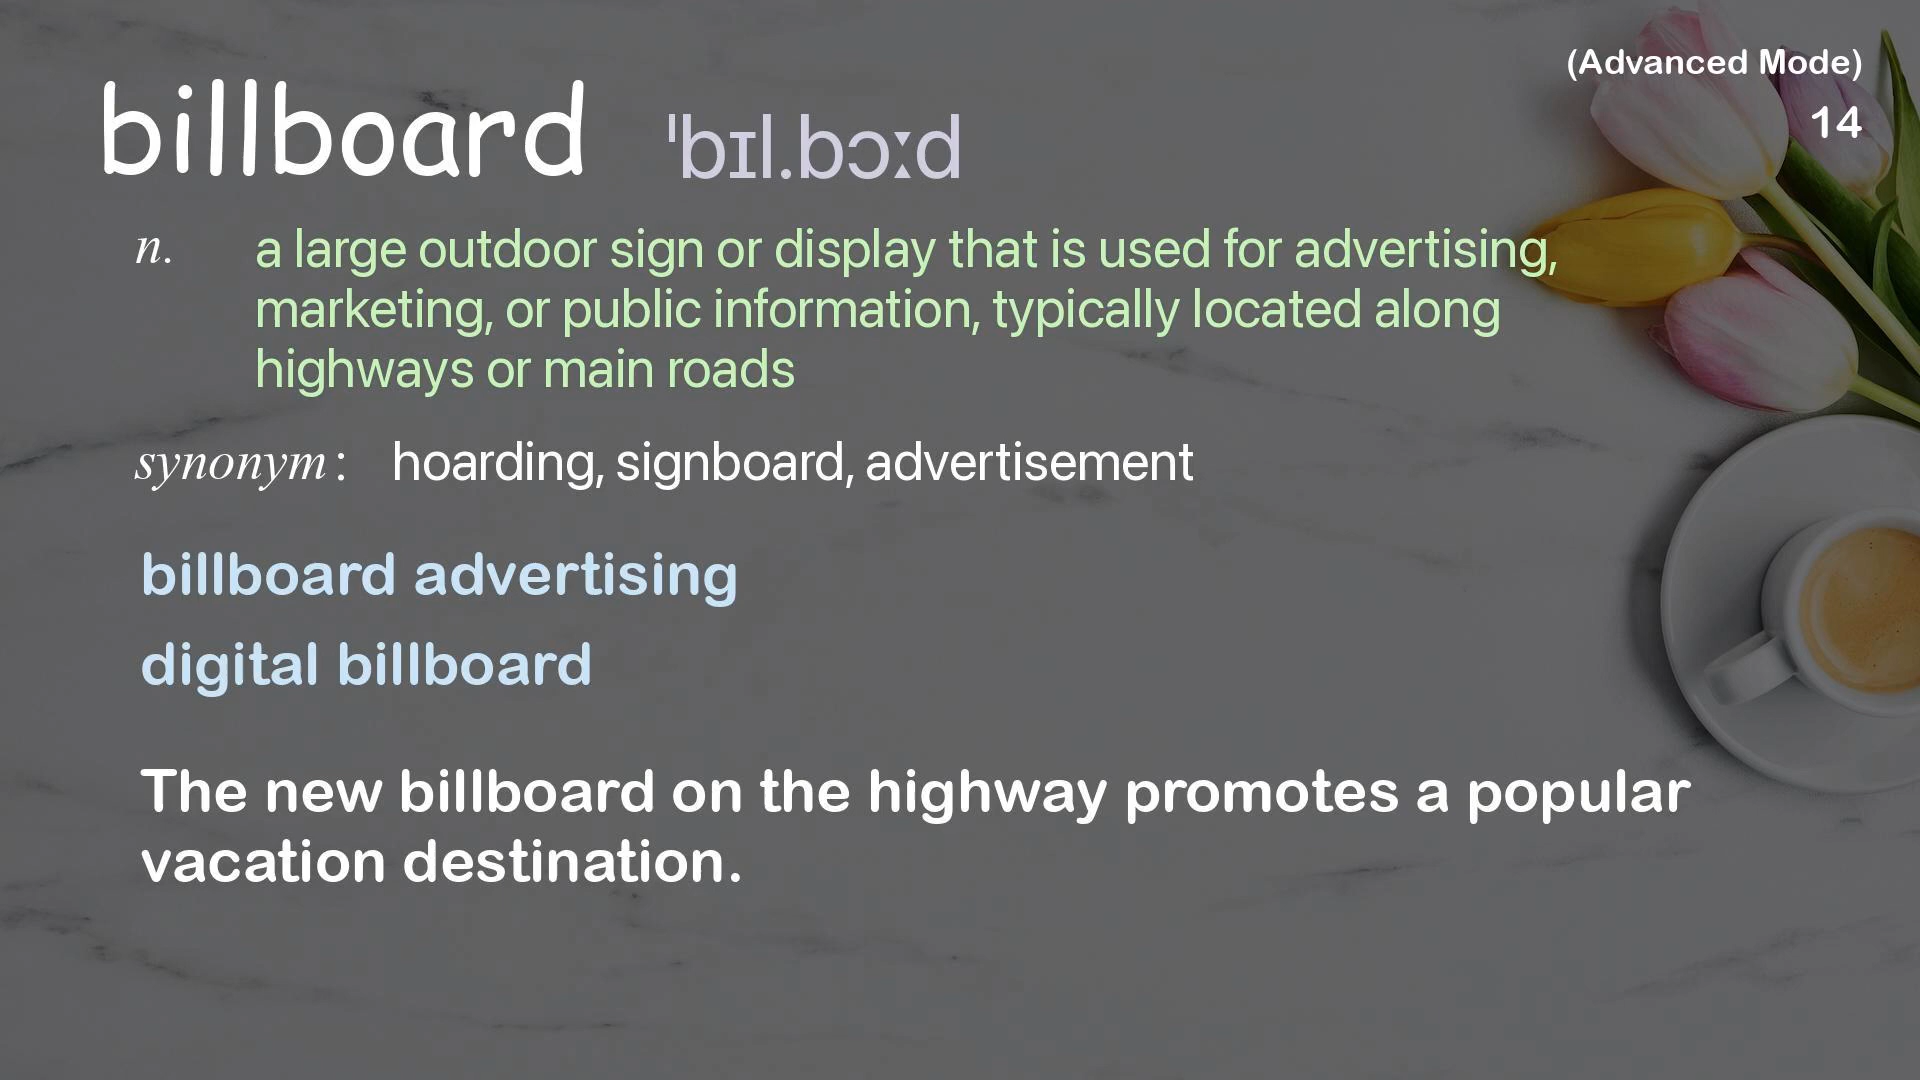 (Advanced Mode)
14
billboard ˈbɪl.bɔːd
n. a large outdoor sign or display that is used for advertising,
marketing, or public information, typically located along
highways or main roads
synonym: hoarding, signboard, advertisement
billboard advertising
digital billboard
The new billboard on the highway promotes a popular
vacation destination.